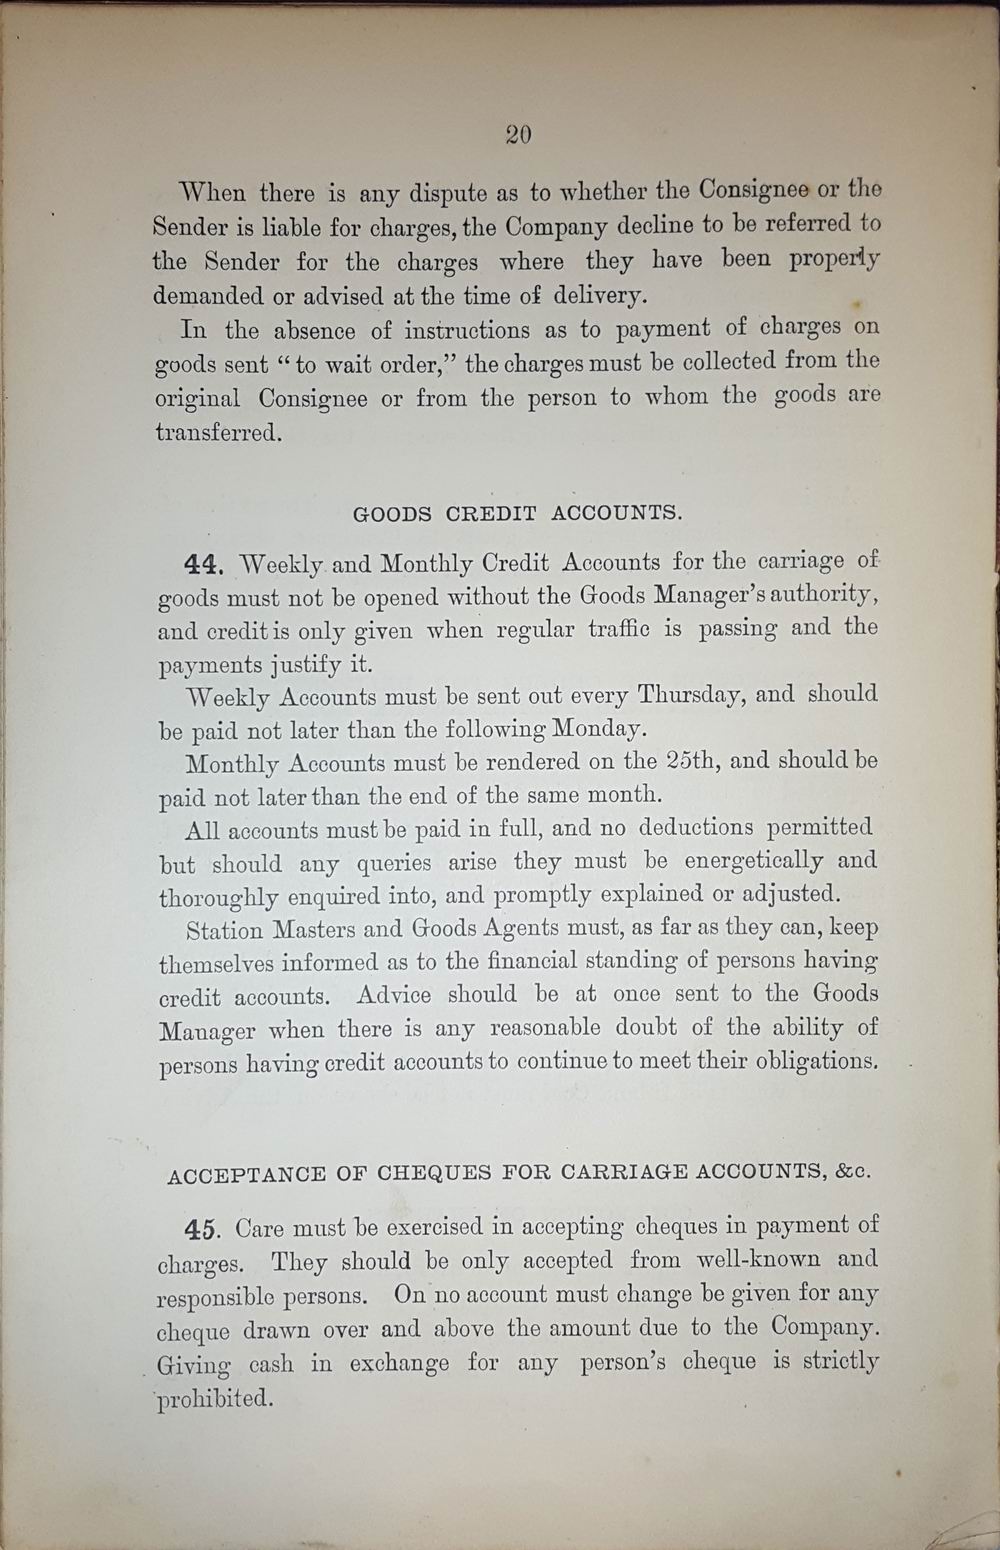 20
When there is any dispute as to whether the Consignee or the
Sender is liable for charges, the Company decline to be referred to
the Sender for the charges where they have been properly
demanded or advised at the time of delivery.
In the absence of instructions as to payment of charges on
goods sent “to wait order,” the charges must be collected from the
original Consignee or from the person to whom the goods are
transferred.
GOODS CREDIT ACCOUNTS.
44. Weekly and Monthly Credit Accounts for the carriage of
goods must not be opened without the Goods Manager’s authority,
and credit is only given when regular traffic is passing and the
payments justify it.
Weekly Accounts must be sent out every Thursday, and should
be paid not later than the following Monday.
Monthly Accounts must be rendered on the 25th, and should be
paid not later than the end of the same month.
All accounts must be paid in full, and no deductions permitted
but should any queries arise they must be energetically and
thoroughly enquired into, and promptly explained or adjusted.
Station Masters and Goods Agents must, as far as they can, keep
themselves informed as to the financial standing of persons having
credit accounts. Advice should be at once sent to the Goods
Manager when there is any reasonable doubt of the ability of
persons having credit accounts to continue to meet their obligations.
ACCEPTANCE OF CHEQUES FOR CARRIAGE ACCOUNTS, &c.
45. Care must be exercised in accepting cheques in payment of
charges. They should be only accepted from well-known and
responsible persons. On no account must change be given for any
cheque drawn over and above the amount due to the Company.
Giving cash in exchange for any person’s cheque is strictly
prohibited.